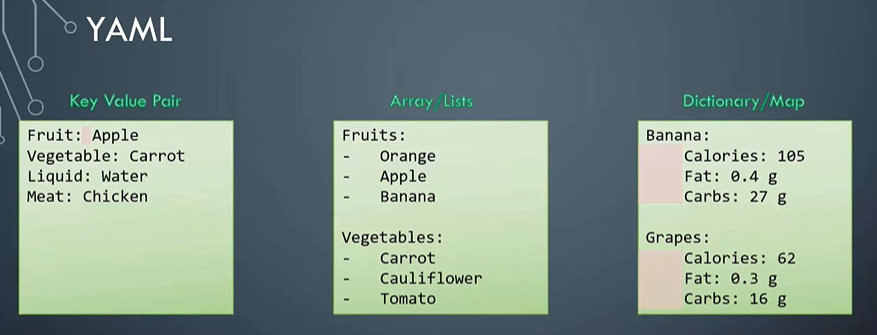 YAML
Key Value Pair
Fruit: Apple
Vegetable: Carrot
Liquid: Water
Meat: Chicken
Array/Lists
Fruits:
- Orange
- Apple
- Banana
Vegetables:
- Carrot
- Cauliflower
- Tomato
Dictionary/Map
Banana:
Calories: 105
Fat: 0.4 g
Carbs: 27 g
Grapes:
Calories: 62
Fat: 0.3 g
Carbs: 16 g